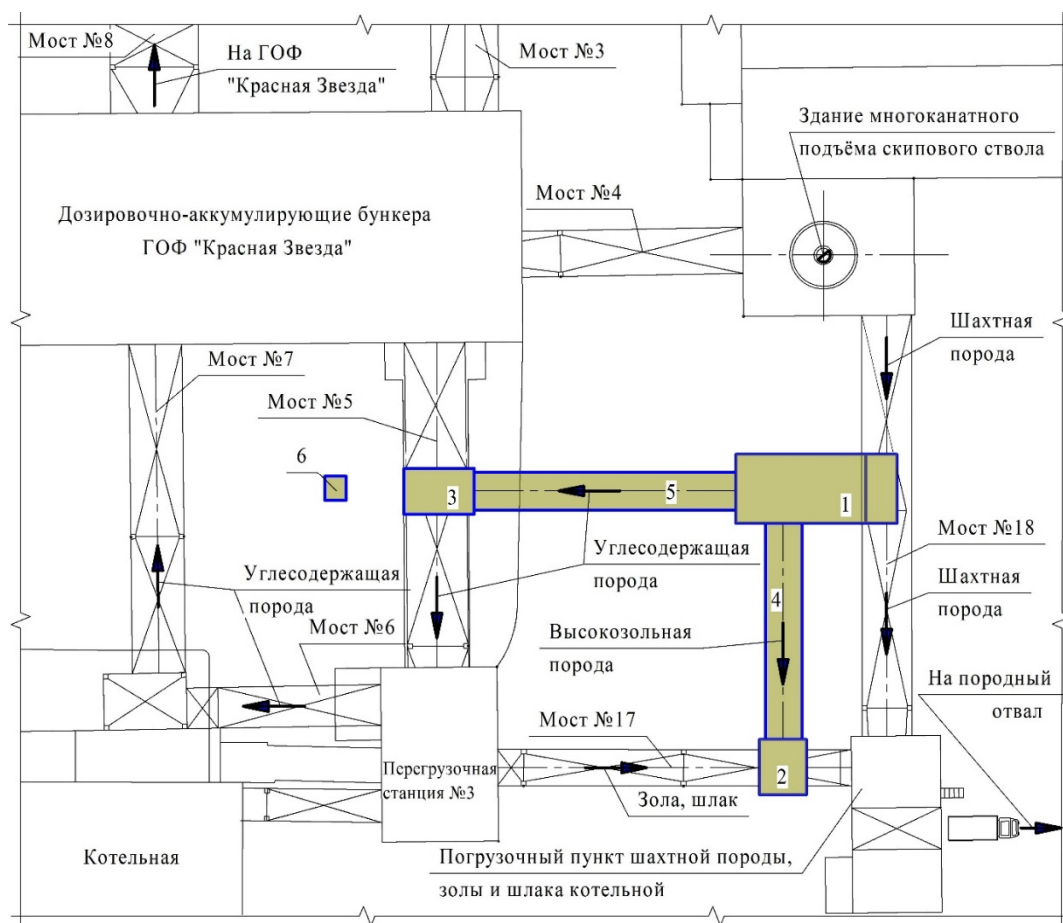 Мост №8
На ГОФ
"Красная Звезда"
Мост №3
Здание многоканатного
подъёма скипового ствола
Дозировочно-аккумулирующие бункера
ГОФ "Красная Звезда"
Мост №4
Шахтная
порода
Мост №7
Мост №5
6
3
5
1
Углесодержащая
порода
Углесодержащая
порода
Мост №18
Шахтная
порода
4
Мост №6
Высокозольная
порода
На породный
отвал
Мост №17
Перегрузочная
станция №3
2
Зола, шлак
Котельная
Погрузочный пункт шахтной породы,
золы и шлака котельной